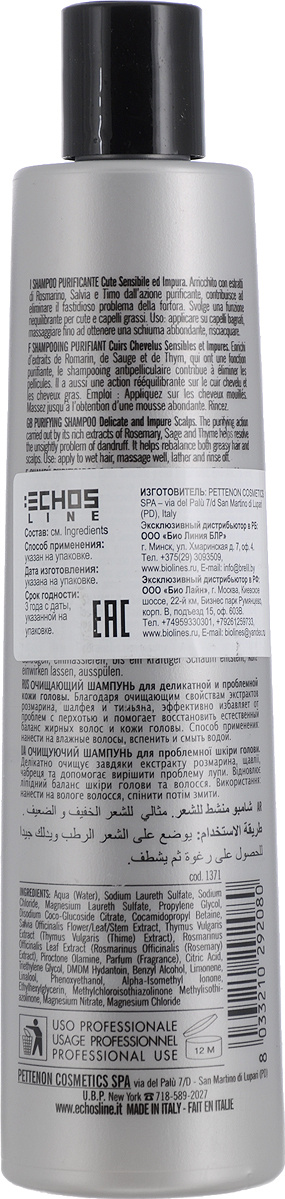 I SHAMPOO PURIFICANTE Cute Sensibile ed Impura. Arricchito con estratti
di Rosmarino, Salvia e Timo dall'azione purificante, contribuisce ad
eliminare il fastidioso problema della forfora. Svolge una funzione
riequilibrante per cute e capelli grassi. Uso: applicare su capelli bagnati,
massaggiare fino ad ottenere una schiuma abbondante, risciacquare.
F SHAMPOOING PURIFIANT Cuirs Chevelus Sensibles et Impures. Enrichi
d'extraits de Romarin, de Sauge et de Thym, qui ont une fonction
purifiante, le shampooing antipelliculaire contribue à éliminer les
pellicules. Il a aussi une action rééquilibrante sur le cuir chevelu et
les cheveux gras. Emploi : Appliquez sur les cheveux mouillés.
Massez jusqu'à l'obtention d'une mousse abondante. Rincez.
GB PURIFYING SHAMPOO Delicate and Impure Scalps. The purifying action
carried out by its rich extracts of Rosemary, Sage and Thyme helps resolve
the unsightly problem of dandruff. It helps rebalance both grease hair and
scalps. Use: apply to wet hair, massage well, lather and rinse off.
ECHOS
LINE
Состав: см. Ingredients
Способ применения:
указан на упаковке.
Дата изготовления:
указана на упаковке.
Срок годности:
3 года с даты,
указанной на
упаковке.
EAC
ИЗГОТОВИТЕЛЬ: PETTENON COSMETICS
SPA – via del Palù 7/d San Martino di Lupari
(PD), Italy
Эксклюзивный дистрибьютор в РБ:
ООО «Био Линия БЛР»
г. Минск, ул. Хмаринская д.7, оф. 4.
Тел. +375(29) 3093509,
www.biolines.by, E-mail: info@breil.by
Эксклюзивный дистрибьютор в РФ:
ООО «Био Лайн», г. Москва, Киевское
шоссе, 22-й км, Бизнес парк Румянцево,
корп. В, подъезд 15, оф. 603В.
Тел. +74959330301, +79261259733,
www.biolines.ru, E-mail: info@biolines.ru
lassen, ausspülen.
RUS ОЧИЩАЮЩИЙ ШАМПУНЬ для деликатной и проблемной
кожи головы. Благодаря очищающим свойствам экстрактов
розмарина, шалфея и тимьяна, эффективно избавляет от
проблем с перхотью и помогает восстановить естественный
баланс жирных волос и кожи головы. Способ применения:
нанести на влажные волосы, вспенить и смыть водой.
UA ОЧИЩУЮЧИЙ ШАМПУНЬ для проблемної шкіри голови.
Делікатно очищує завдяки екстракту розмарина, щавлії,
чабреця та допомагає вирішити проблему лупи. Відновлює
ліпідний баланс шкіри голови та волосся. Використання:
нанести на вологе волосся, спінити потім змити.
AR شامبو منشط للشعر. مثالي للشعر الخفيف و الضعيف.
طريقة الاستخدام: يوضع على الشعر الرطب ويدلك جيدا
للحصول على رغوة ثم يشطف.
cod. 1371
INGREDIENTS: Aqua (Water), Sodium Laureth Sulfate, Sodium
Chloride, Magnesium Laureth Sulfate, Propylene Glycol,
Disodium Coco-Glucoside Citrate, Cocamidopropyl Betaine,
Salvia Officinalis Flower/Leaf/Stem Extract, Thymus Vulgaris
Extract (Thymus Vulgaris (Thime) Extract), Rosmarinus
Officinalis Leaf Extract (Rosmarinus Officinalis (Rosemary)
Extract), Piroctone Olamine, Parfum (Fragrance), Citric Acid,
Triethylene Glycol, DMDM Hydantoin, Benzyl Alcohol, Limonene,
Linalool, Phenoxyethanol, Alpha-Isomethyl Ionone,
Ethylhexylglycerin, Methylchloroisothiazolinone Methylisothi-
azolinone, Magnesium Nitrate, Magnesium Chloride
8 033210 292080
USO PROFESSIONALE
USAGE PROFESSIONNEL
PROFESSIONAL USE
12 M
PETTENON COSMETICS SPA via del Palù 7/D - San Martino di Lupari (PD)
U.B.P. New York ☎ 718-589-2027
www.echosline.it MADE IN ITALY - FAIT EN ITALIE